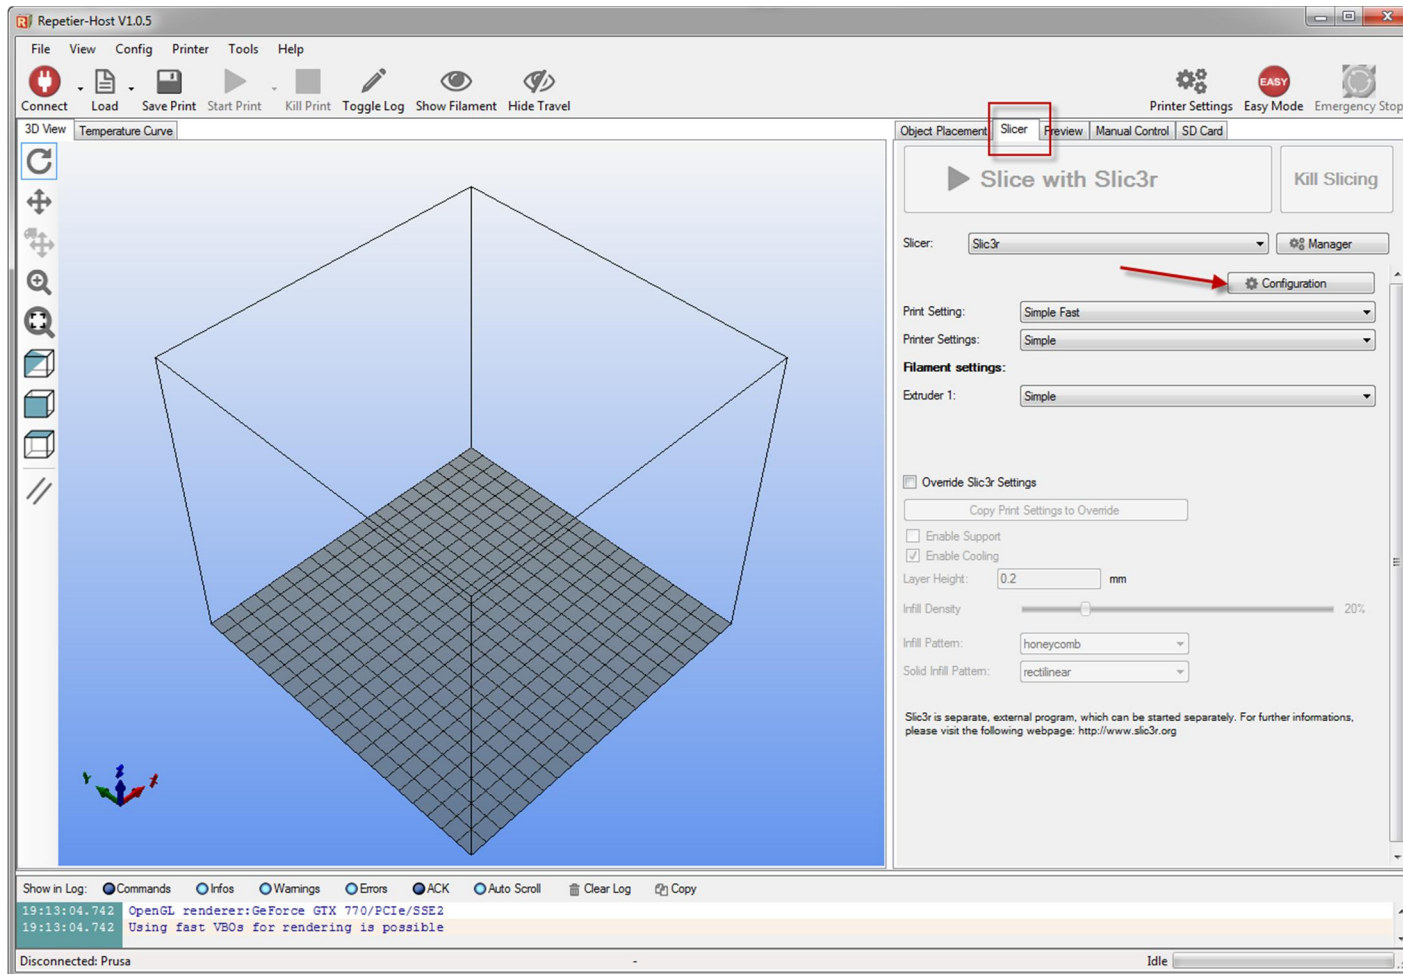 Repetier-Host V1.0.5
File View Config Printer Tools Help
Connect Load Save Print Start Print Kill Print Toggle Log Show Filament Hide Travel Printer Settings Easy Mode Emergency Stop
EASY
3D View Temperature Curve
Object Placement Slicer Preview Manual Control SD Card
Slice with Slic3r Kill Slicing
Slicer: Slic3r Manager
Configuration
Print Setting: Simple Fast
Printer Settings: Simple
Filament settings:
Extruder 1: Simple
Override Slic3r Settings
Copy Print Settings to Override
Enable Support
Enable Cooling
Layer Height: 0.2 mm
Infill Density 20%
Infill Pattern: honeycomb
Solid Infill Pattern: rectilinear
Slic3r is separate, external program, which can be started separately. For further informations,
please visit the following webpage: http://www.slic3r.org
Y Z X
Show in Log: Commands Infos Warnings Errors ACK Auto Scroll Clear Log Copy
19:13:04.742 OpenGL renderer:GeForce GTX 770/PCIe/SSE2
19:13:04.742 Using fast VBOs for rendering is possible
Disconnected: Prusa - Idle